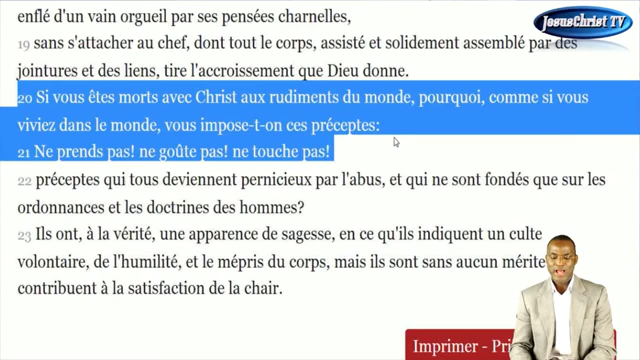 JesusChrist TV
enflé d'un vain orgueil par ses pensées charnelles,
19 sans s'attacher au chef, dont tout le corps, assisté et solidement assemblé par des
jointures et des liens, tire l'accroissement que Dieu donne.
20 Si vous êtes morts avec Christ aux rudiments du monde, pourquoi, comme si vous
viviez dans le monde, vous impose-t-on ces préceptes:
21 Ne prends pas! ne goûte pas! ne touche pas!
22 préceptes qui tous deviennent pernicieux par l'abus, et qui ne sont fondés que sur les
ordonnances et les doctrines des hommes?
23 Ils ont, à la vérité, une apparence de sagesse, en ce qu'ils indiquent un culte
volontaire, de l'humilité, et le mépris du corps, mais ils sont sans aucun mérite
contribuent à la satisfaction de la chair.
Imprimer - Pri